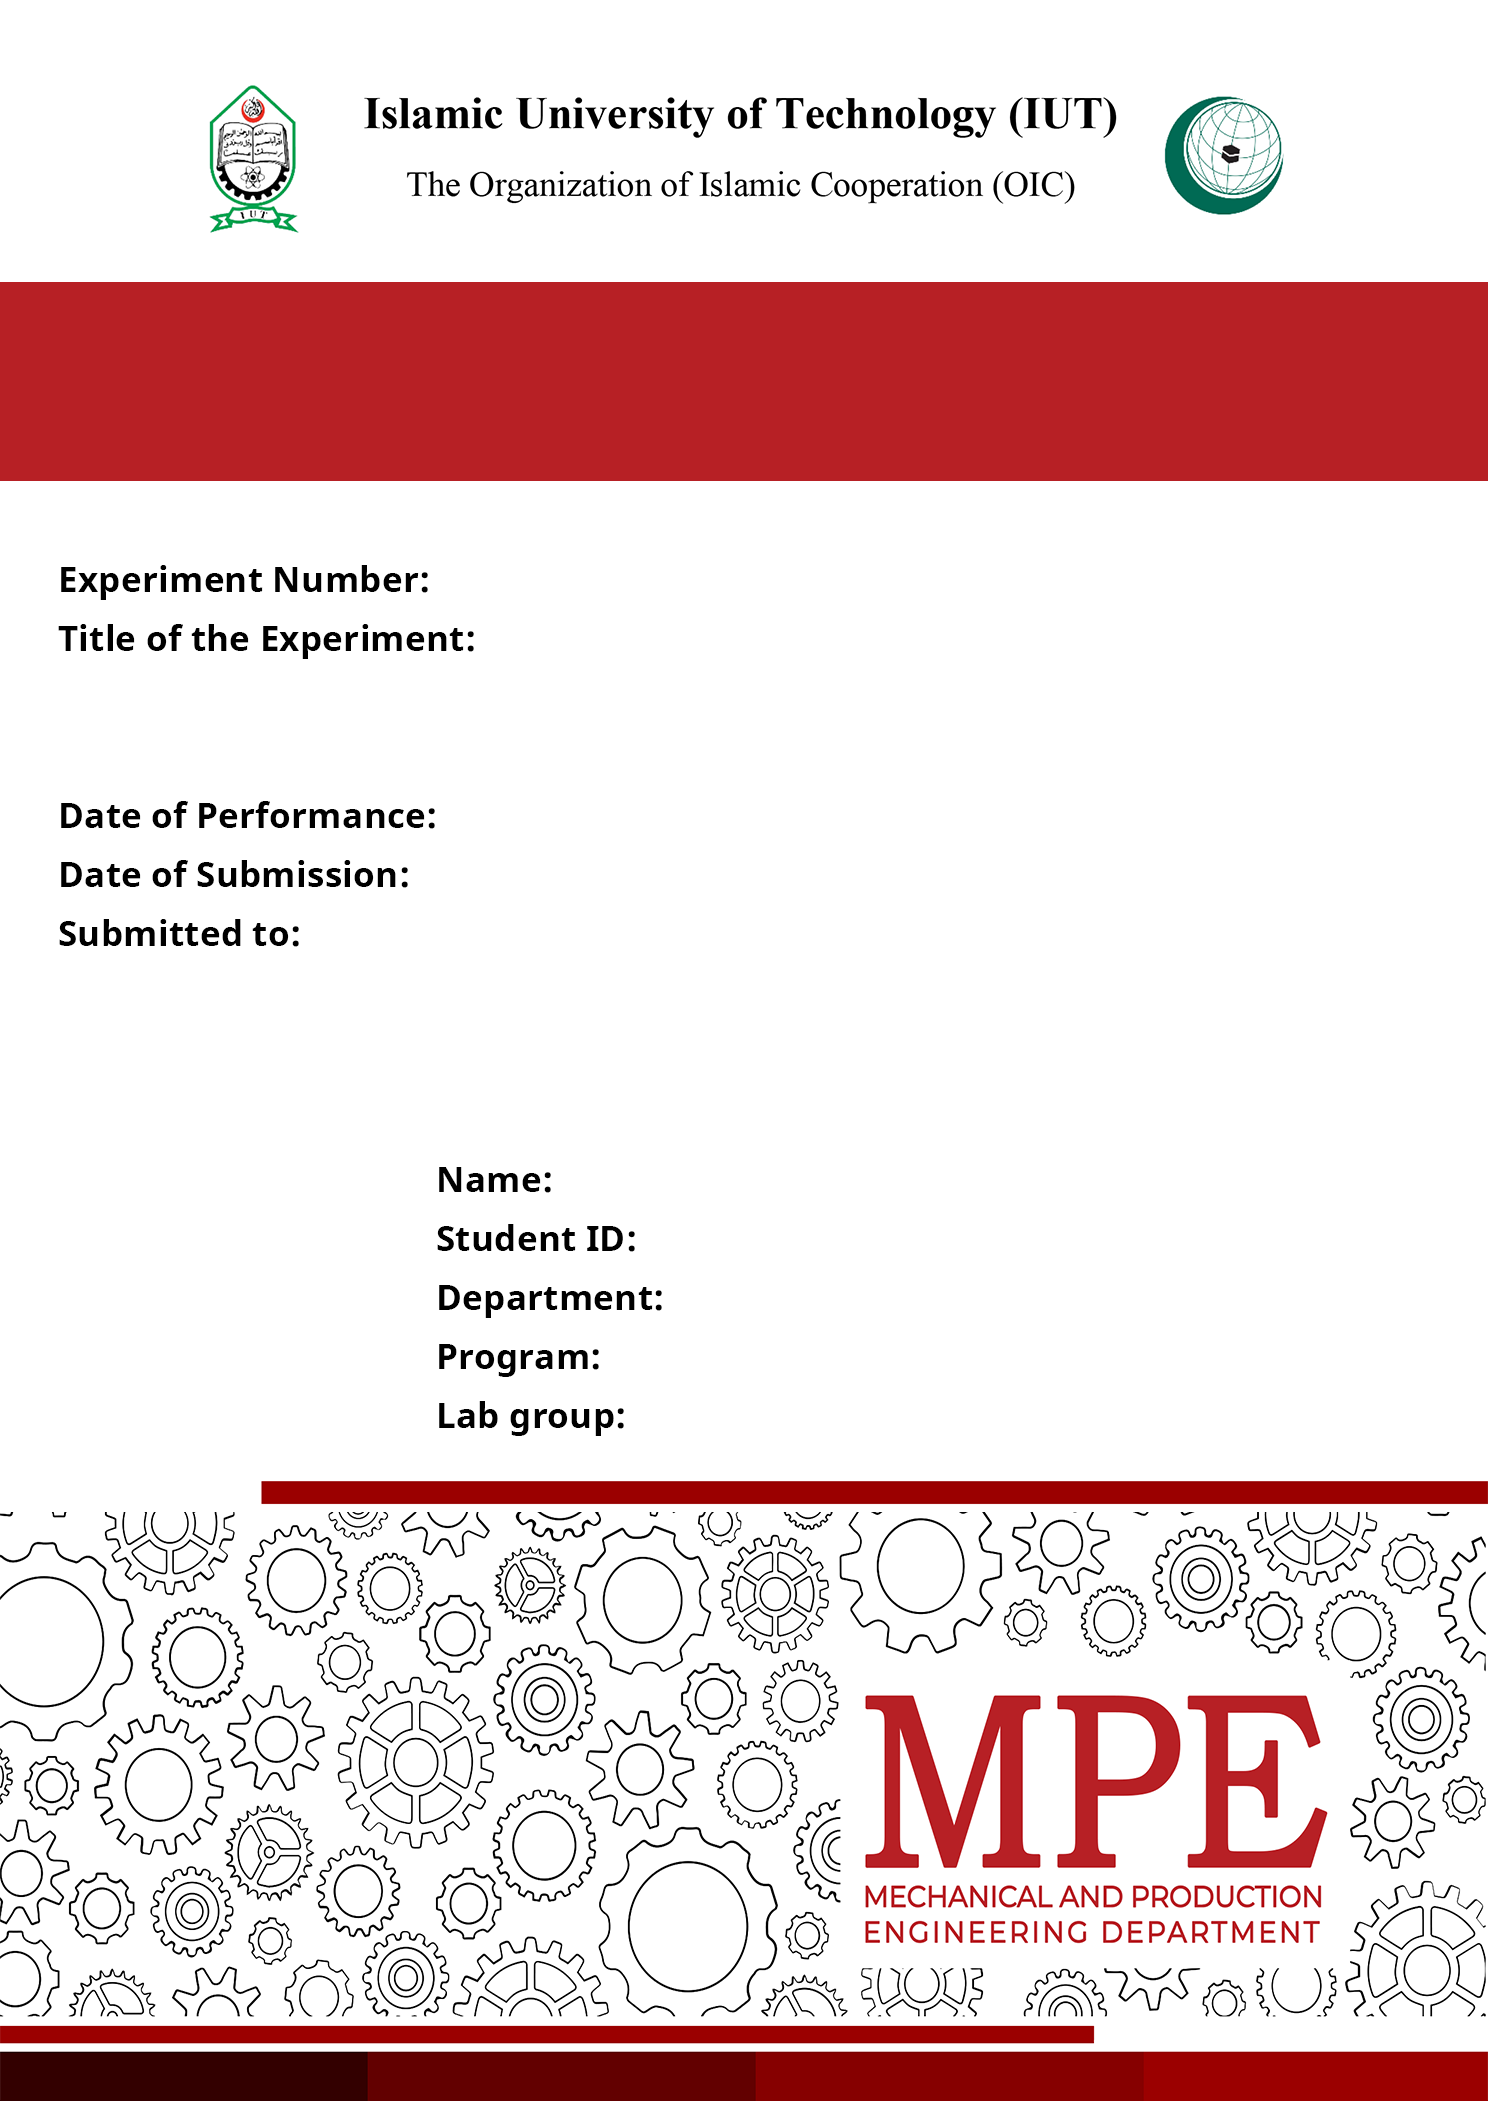 Islamic University of Technology (IUT)
The Organization of Islamic Cooperation (OIC)
IUT
Experiment Number:
Title of the Experiment:
Date of Performance:
Date of Submission:
Submitted to:
Name:
Student ID:
Department:
Program:
Lab group:
MPE
MECHANICAL AND PRODUCTION
ENGINEERING DEPARTMENT